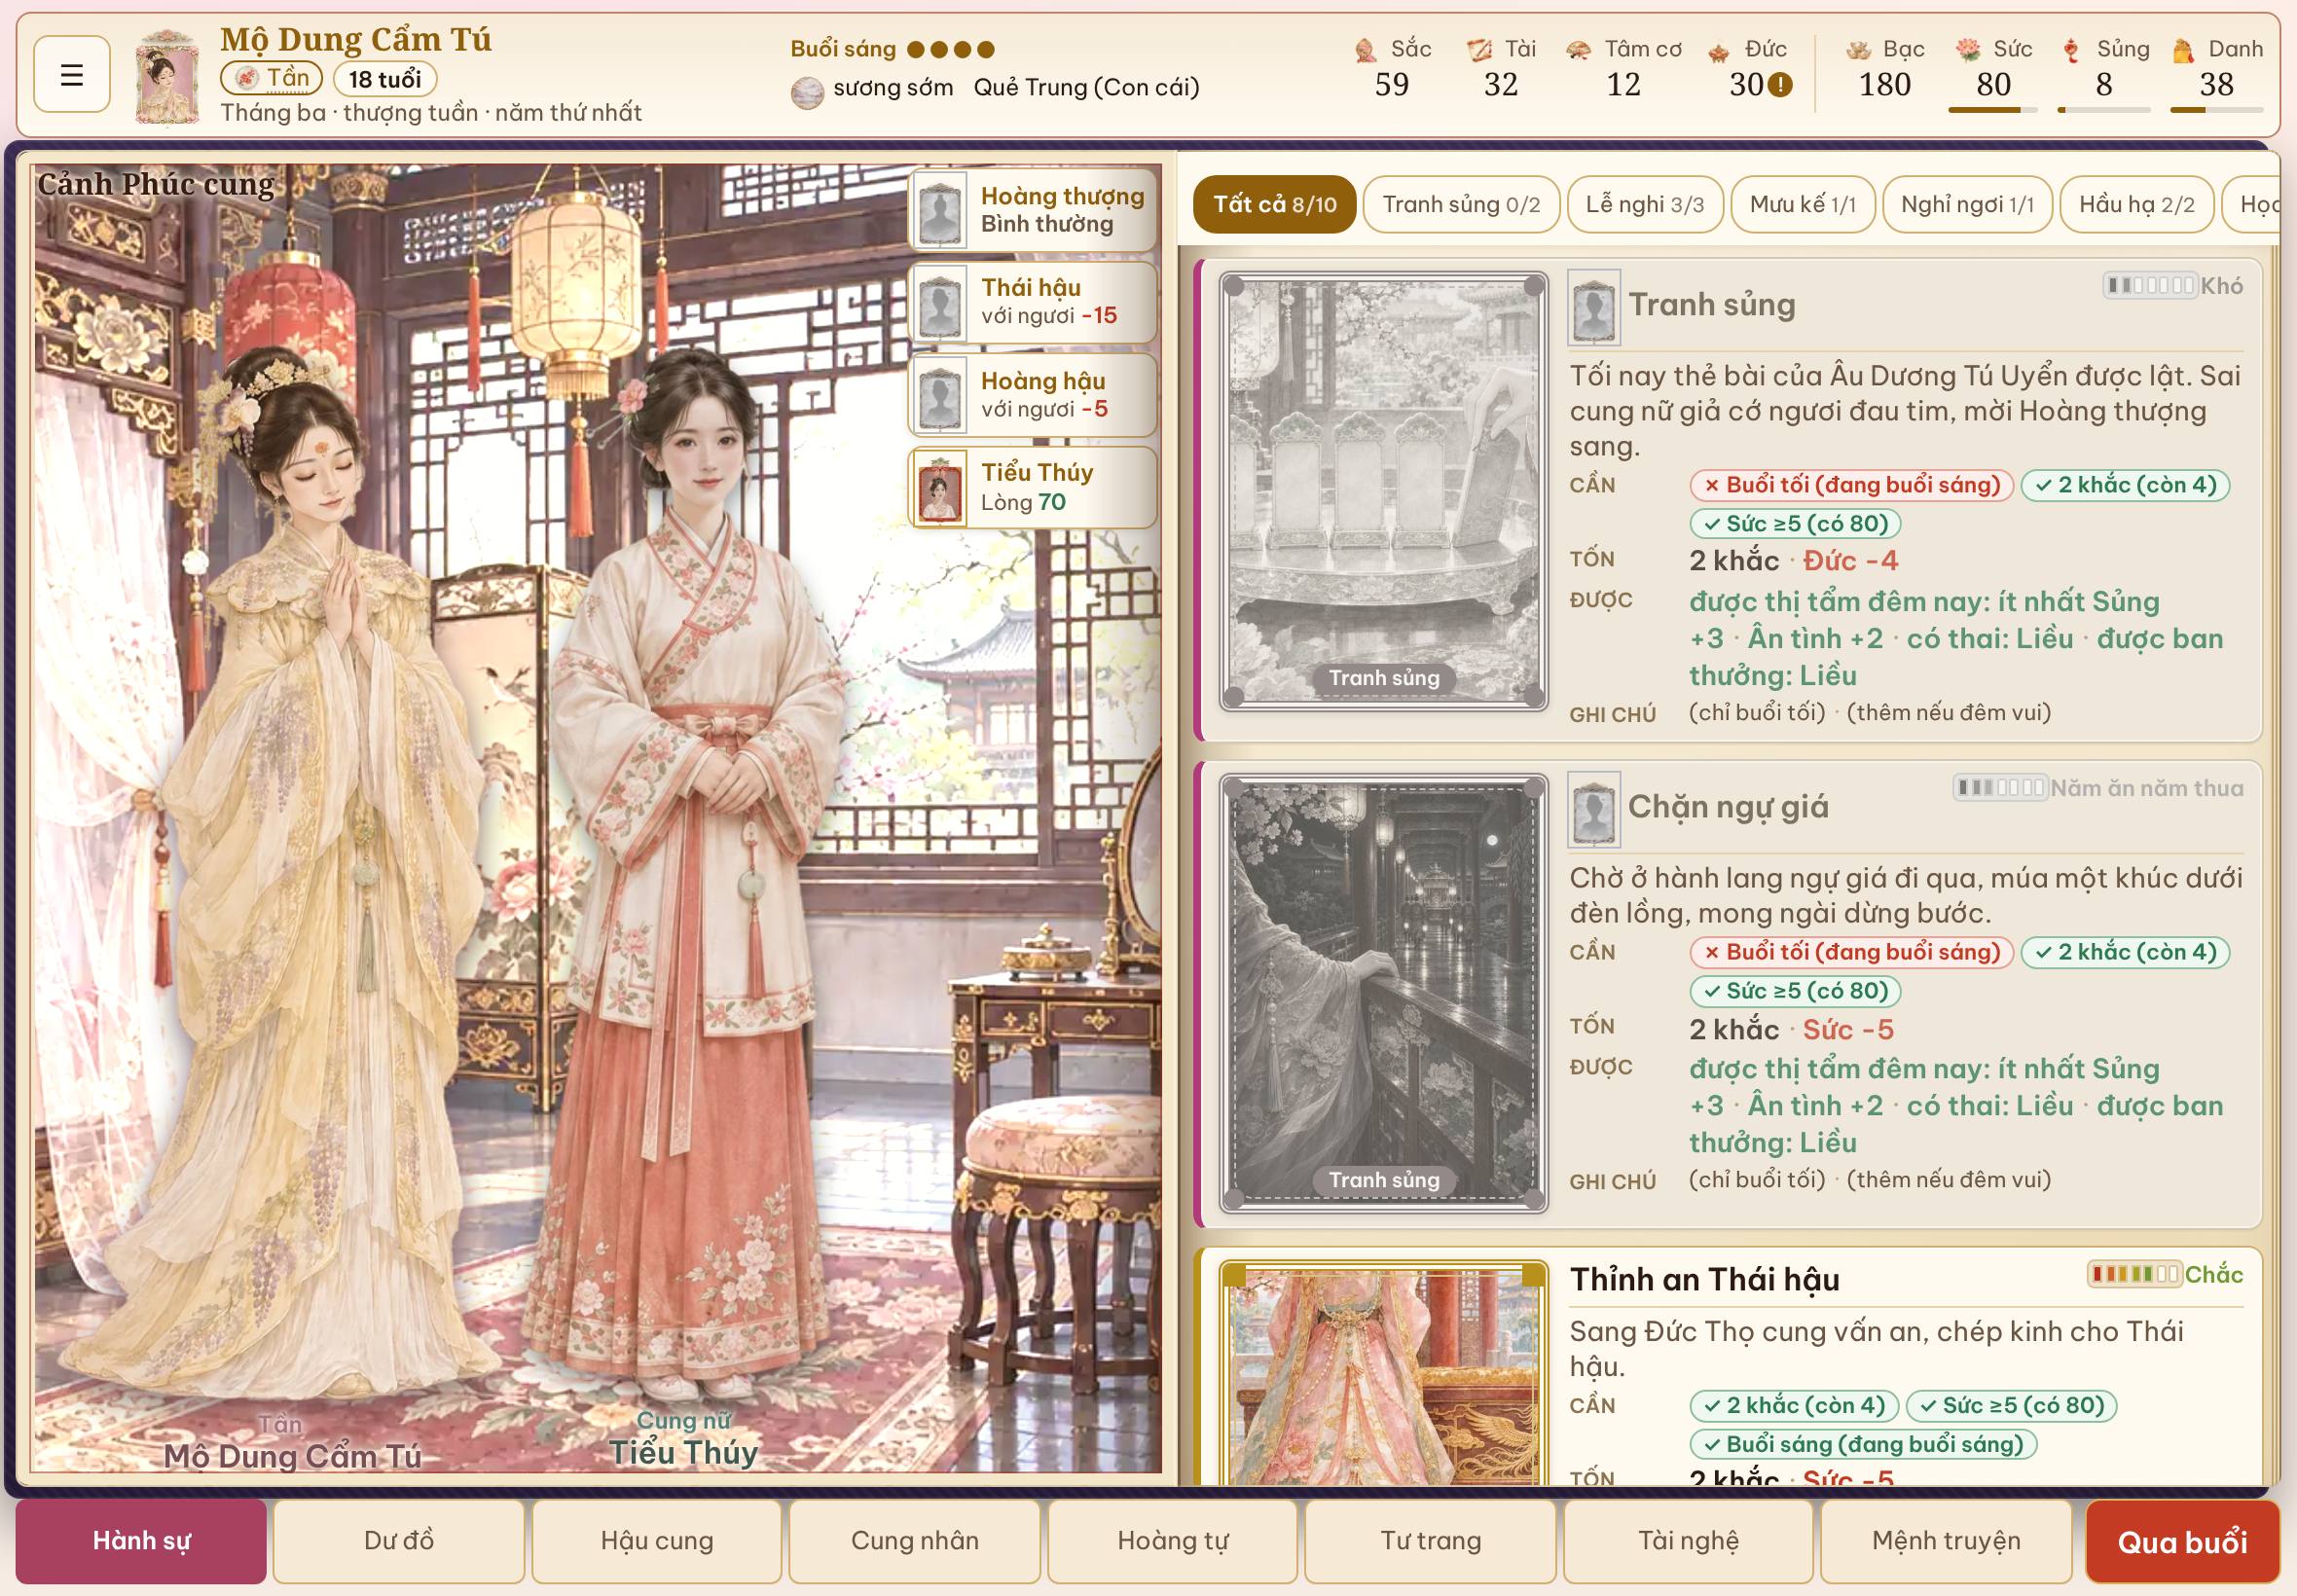 Mộ Dung Cẩm Tú
Tần
18 tuổi
Tháng ba · thượng tuần · năm thứ nhất
Buổi sáng
sương sớm Quẻ Trung (Con cái)
Sắc
59
Tài
32
Tâm cơ
12
Đức
30 !
Bạc
180
Sức
80
Sủng
8
Danh
38
Cảnh Phúc cung
Hoàng thượng
Bình thường
Thái hậu
với ngươi -15
Hoàng hậu
với ngươi -5
Tiểu Thúy
Lòng 70
Tần
Mộ Dung Cẩm Tú
Cung nữ
Tiểu Thúy
Tất cả 8/10
Tranh sủng 0/2
Lễ nghi 3/3
Mưu kế 1/1
Nghỉ ngơi 1/1
Hầu hạ 2/2
Tranh sủng
Tranh sủng
Khó
Tối nay thẻ bài của Âu Dương Tú Uyển được lật. Sai
cung nữ giả cớ ngươi đau tim, mời Hoàng thượng
sang.
CẦN × Buổi tối (đang buổi sáng) ✓ 2 khắc (còn 4)
✓ Sức ≥5 (có 80)
TỐN 2 khắc · Đức -4
ĐƯỢC được thị tẩm đêm nay: ít nhất Sủng
+3 · Ân tình +2 · có thai: Liều · được ban
thưởng: Liều
GHI CHÚ (chỉ buổi tối) · (thêm nếu đêm vui)
Tranh sủng
Chặn ngự giá
Năm ăn năm thua
Chờ ở hành lang ngự giá đi qua, múa một khúc dưới
đèn lồng, mong ngài dừng bước.
CẦN × Buổi tối (đang buổi sáng) ✓ 2 khắc (còn 4)
✓ Sức ≥5 (có 80)
TỐN 2 khắc · Sức -5
ĐƯỢC được thị tẩm đêm nay: ít nhất Sủng
+3 · Ân tình +2 · có thai: Liều · được ban
thưởng: Liều
GHI CHÚ (chỉ buổi tối) · (thêm nếu đêm vui)
Thỉnh an Thái hậu
Chắc
Sang Đức Thọ cung vấn an, chép kinh cho Thái
hậu.
CẦN ✓ 2 khắc (còn 4) ✓ Sức ≥5 (có 80)
✓ Buổi sáng (đang buổi sáng)
TỐN 2 khắc · Sức -5
Hành sự
Dư đồ
Hậu cung
Cung nhân
Hoàng tự
Tư trang
Tài nghệ
Mệnh truyện
Qua buổi